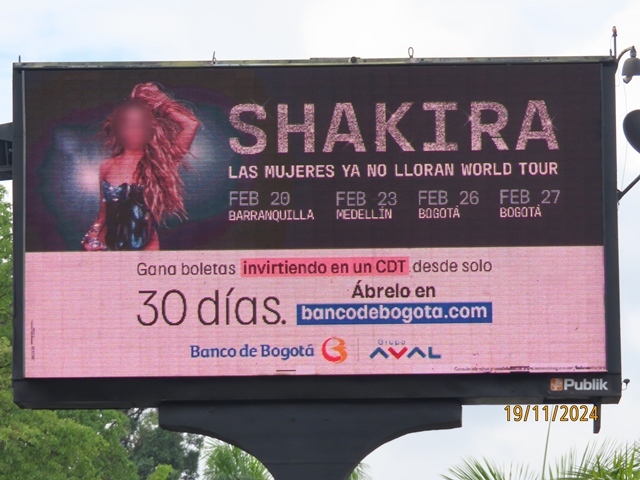 SHAKIRA
LAS MUJERES YA NO LLORAN WORLD TOUR
FEB 20 FEB 23 FEB 26 FEB 27
BARRANQUILLA MEDELLÍN BOGOTÁ BOGOTÁ
Gana boletas invirtiendo en un CDT desde solo
30 días. Ábrelo en
bancodebogota.com
Banco de Bogotá Grupo AVAL
Publik
19/11/2024